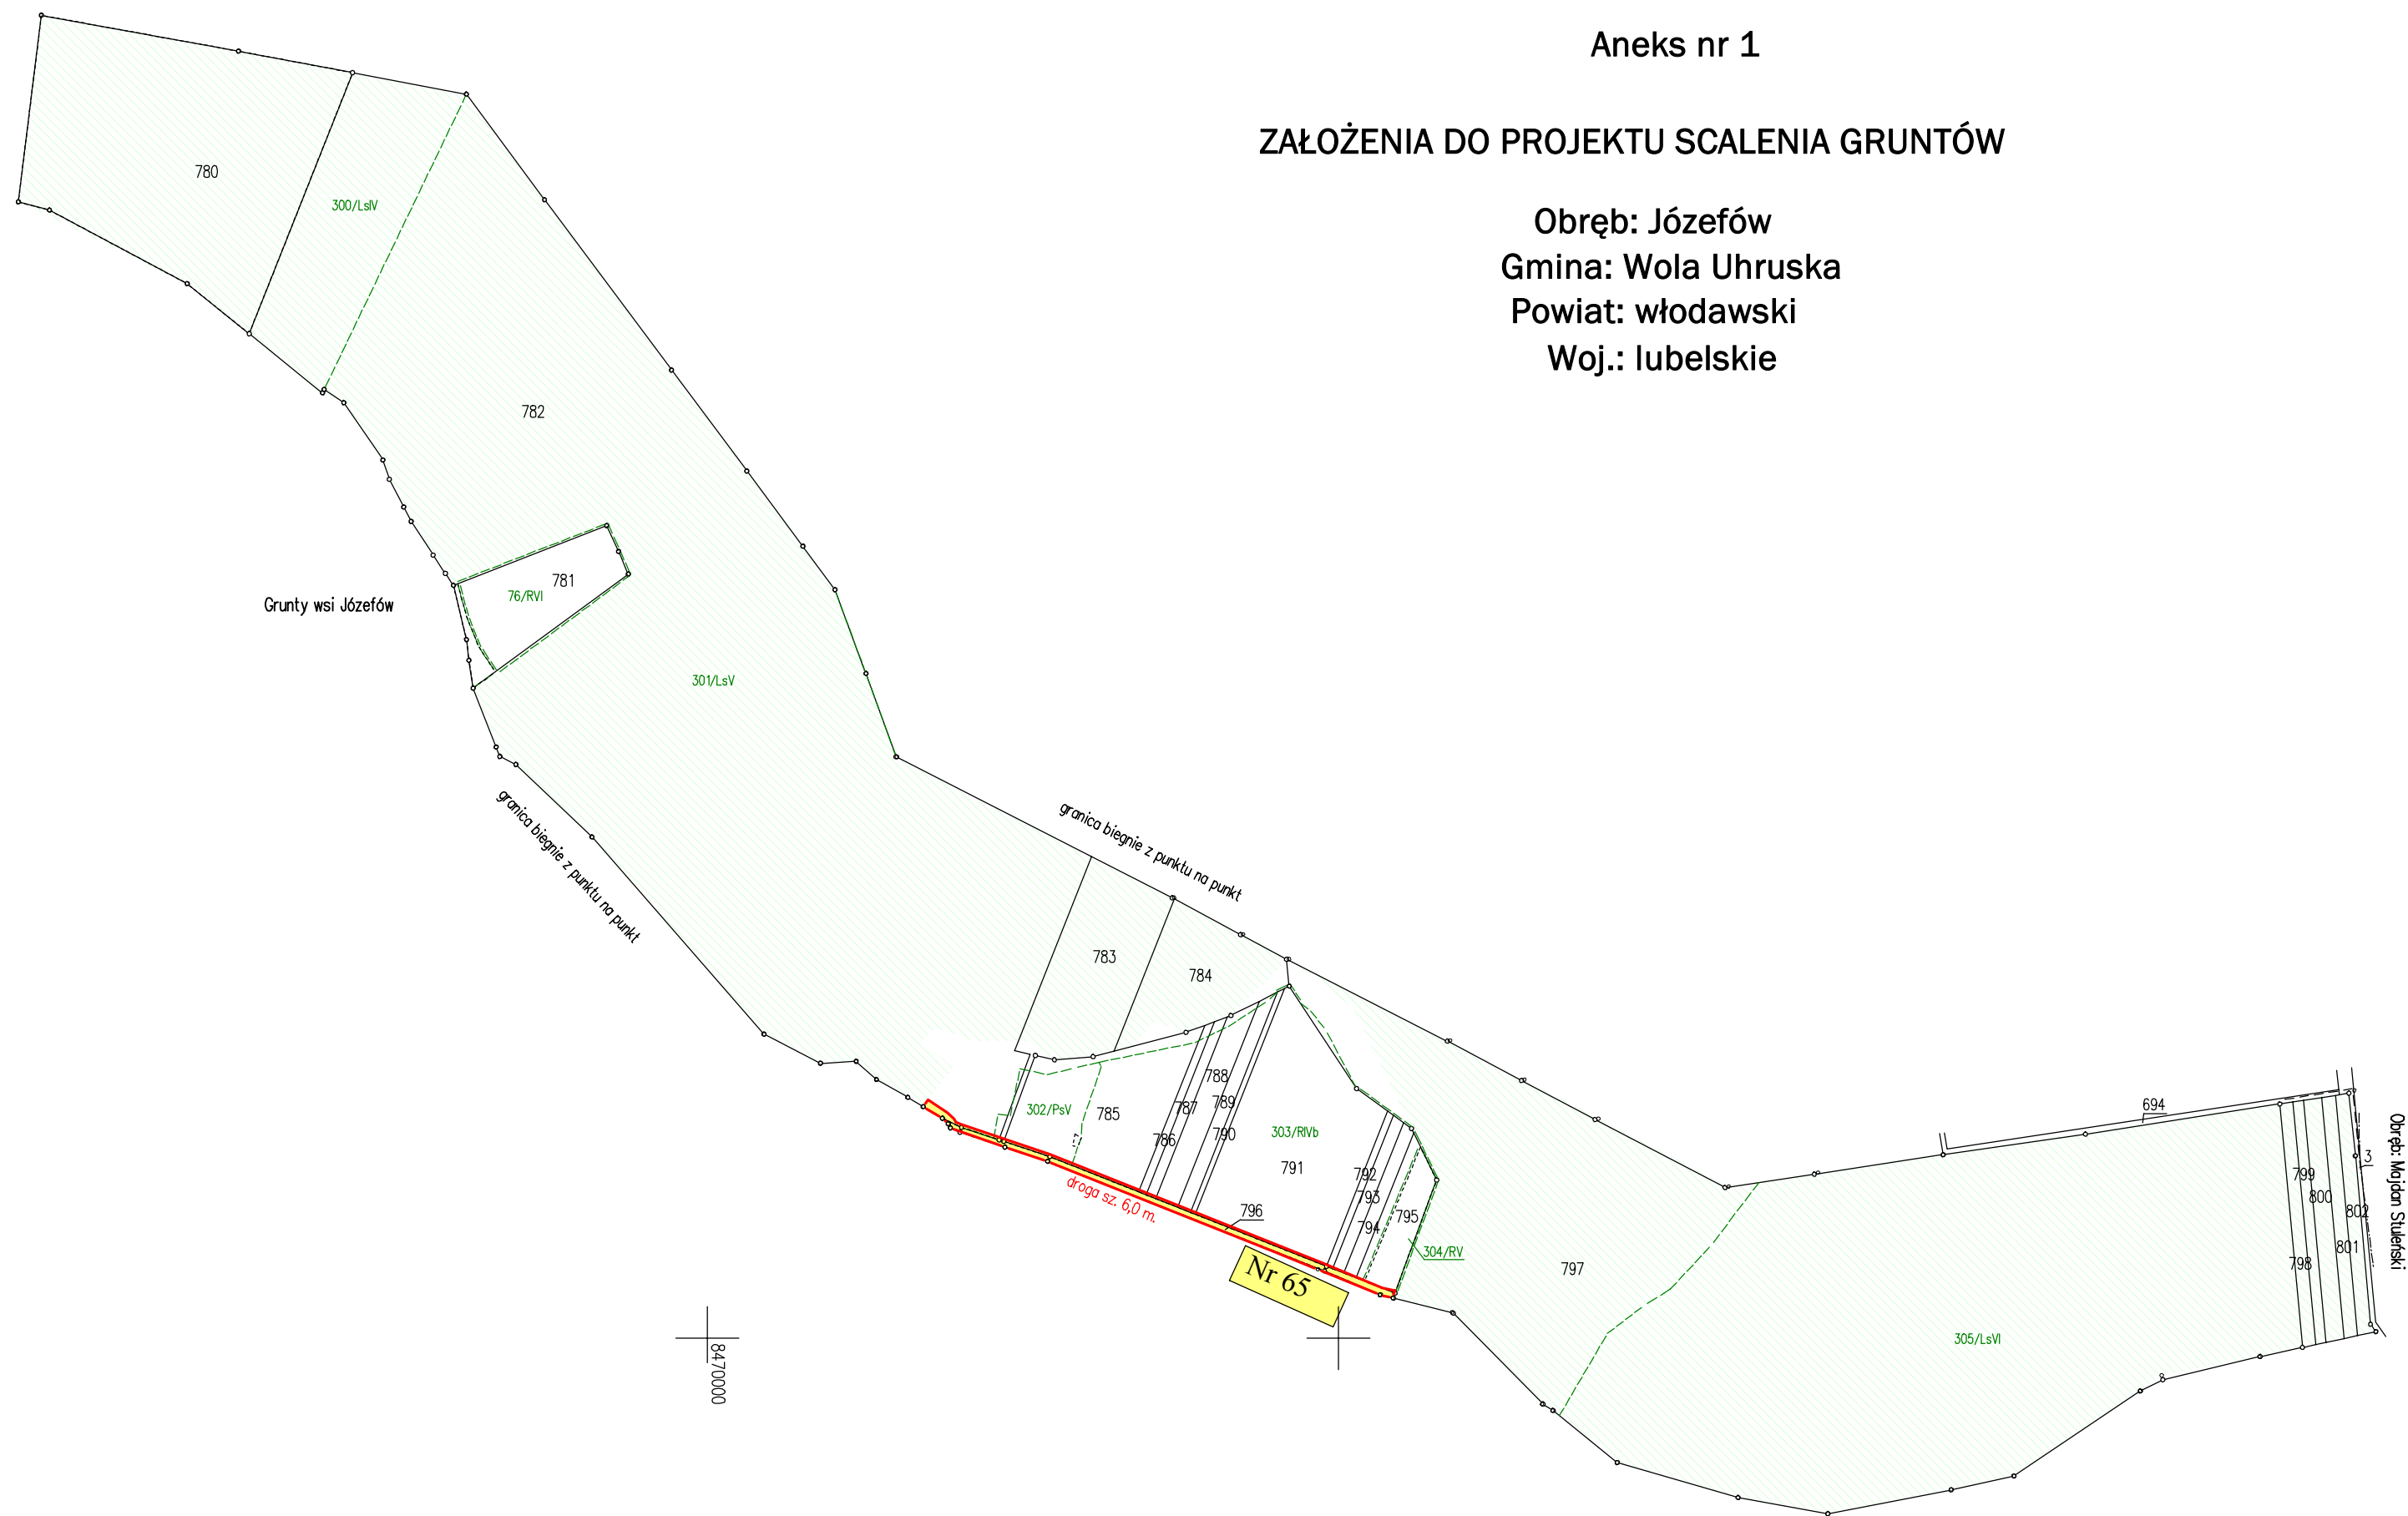 Aneks nr 1
ZAŁOŻENIA DO PROJEKTU SCALENIA GRUNTÓW
Obręb: Józefów
Gmina: Wola Uhruska
Powiat: włodawski
Woj.: lubelskie
780
300/LsIV
782
781
76/RVI
Grunty wsi Józefów
301/LsV
granica biegnie z punktu na punkt
granica biegnie z punktu na punkt
783
784
788
789
787
790
786
785
302/PsV
303/RIVb
791
792
793
794
795
796
304/RV
droga sz. 6,0 m.
Nr 65
797
305/LsVI
694
3
799
800
802
801
798
Obręb: Majdan Stuleński
8470000